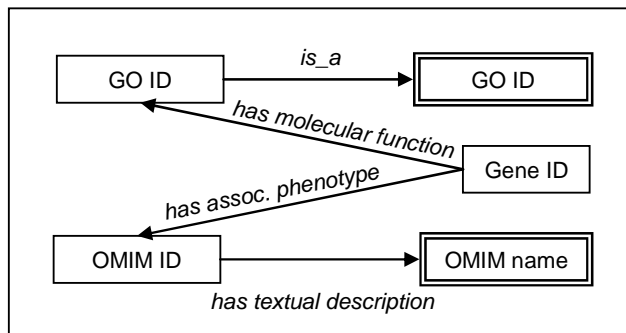 is_a
GO ID
GO ID
has molecular function
Gene ID
has assoc. phenotype
OMIM ID
OMIM name
has textual description